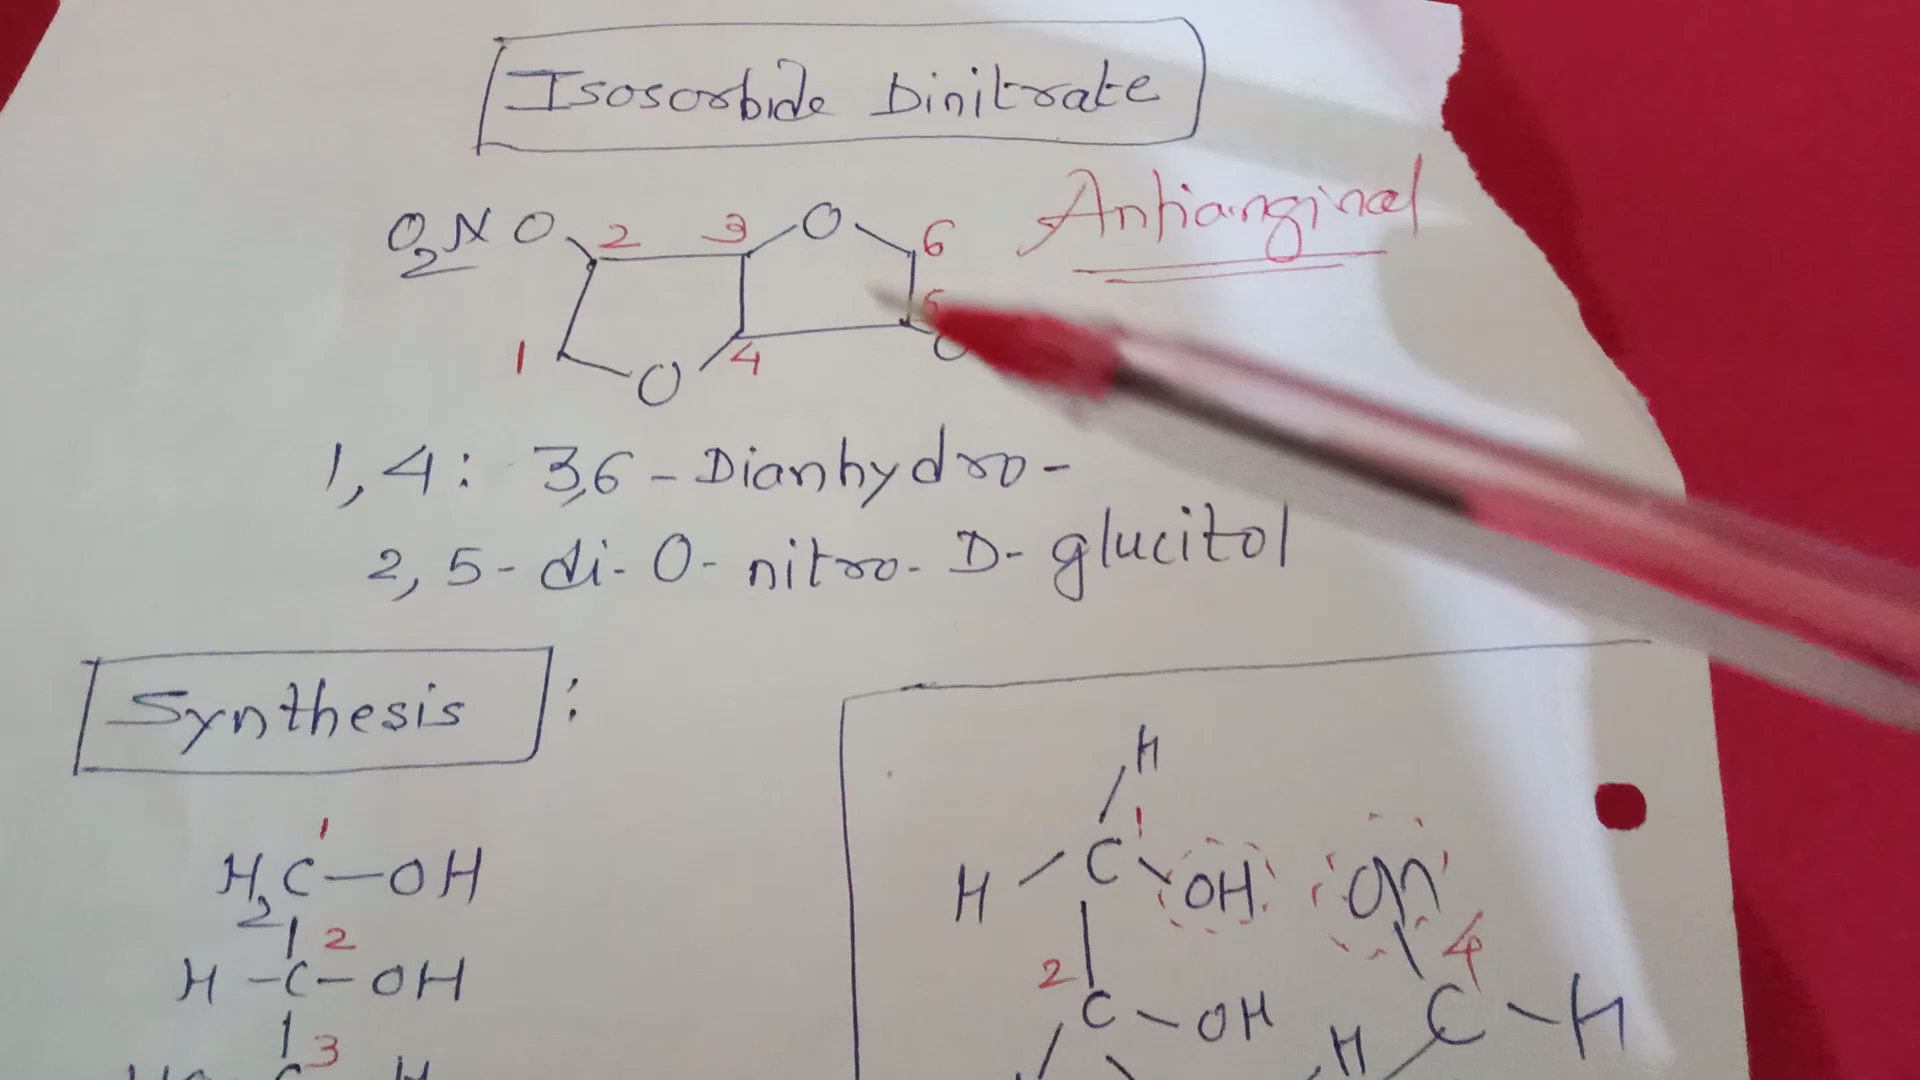 Isosorbide Dinitrate
Antianginal
O2NO 2 3 O 6
5
1 O 4 O
1,4: 3,6-Dianhydro-
2,5-di-O-nitro-D-glucitol
Synthesis :
H
1 1
H2C-OH H C OH OH
2 2 4
H-C-OH C OH C H
H
3
C H